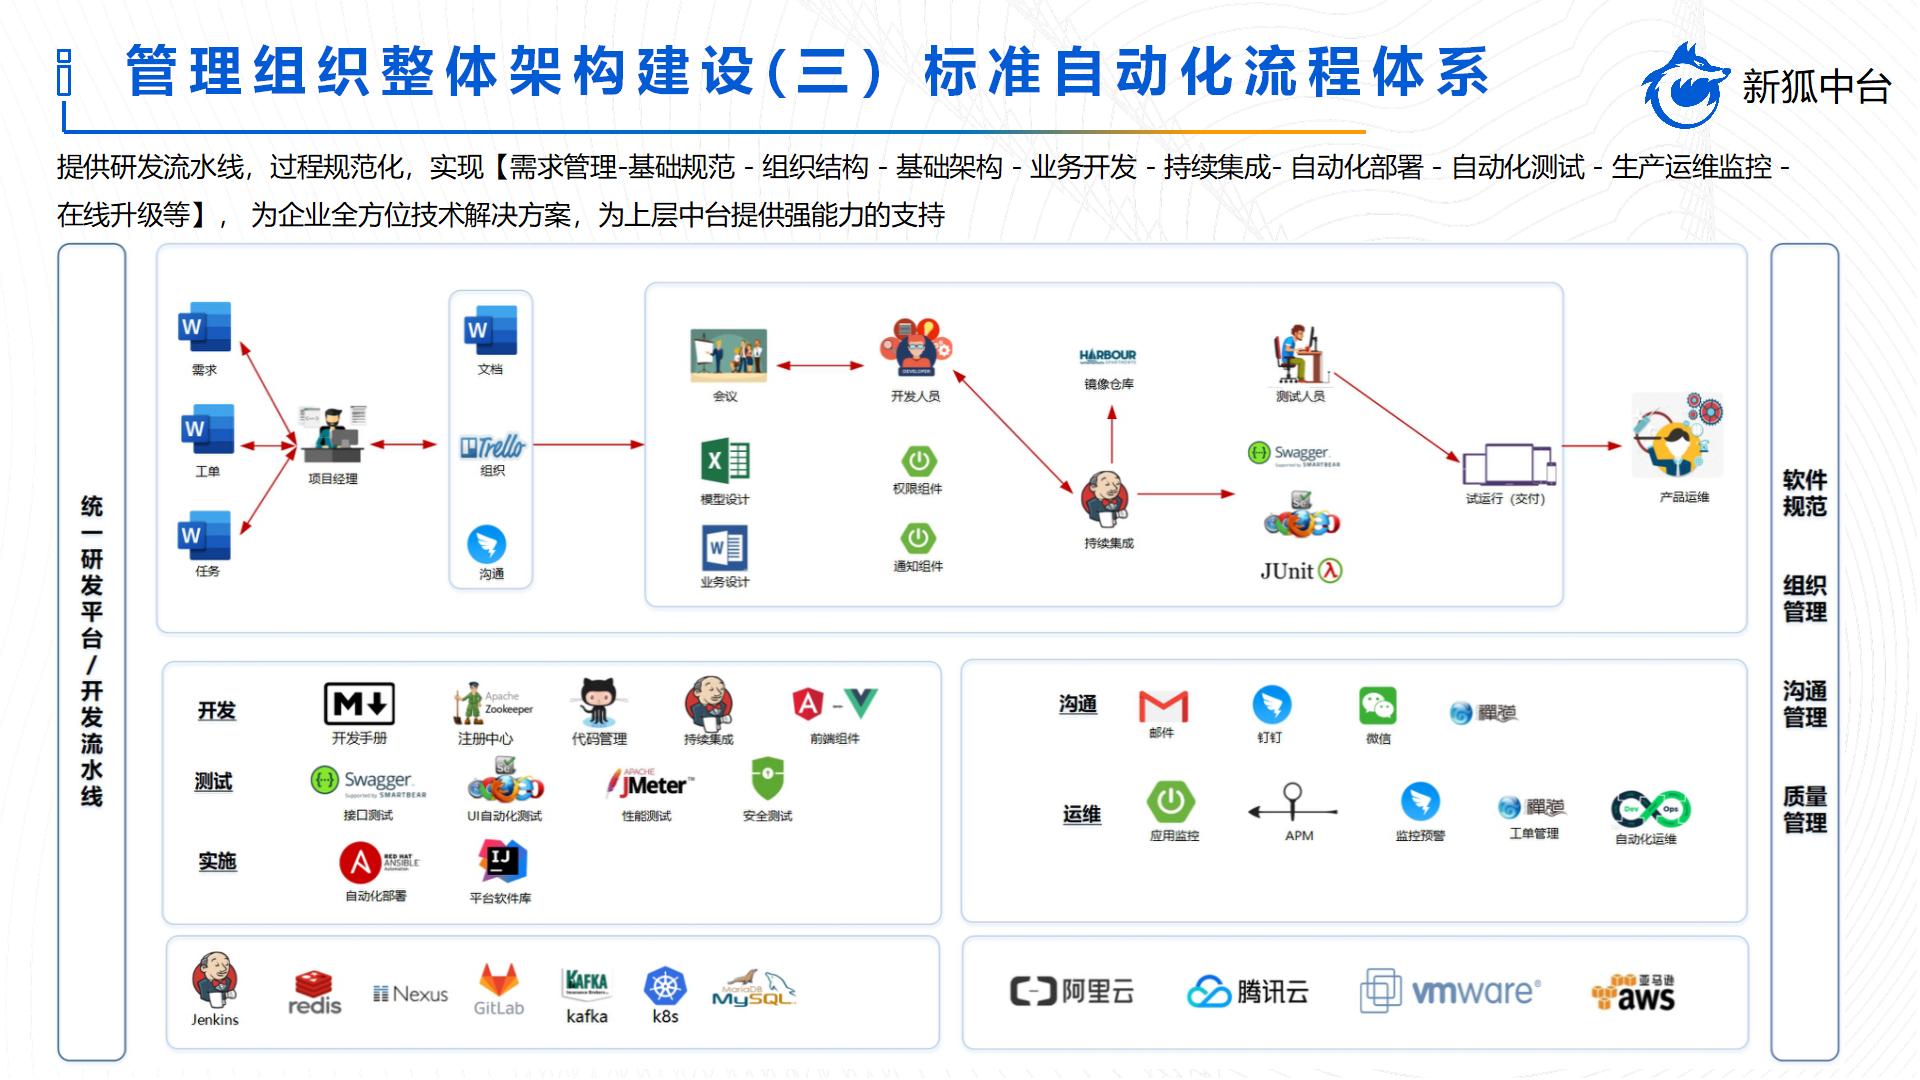 管理组织整体架构建设(三) 标准自动化流程体系
新狐中台
提供研发流水线，过程规范化，实现【需求管理-基础规范 - 组织结构 - 基础架构 - 业务开发 - 持续集成- 自动化部署 - 自动化测试 - 生产运维监控 -
在线升级等】， 为企业全方位技术解决方案，为上层中台提供强能力的支持
统一研发平台/开发流水线
W
需求
W
工单
W
任务
项目经理
W
文档
Trello
组织
沟通
会议
X
模型设计
W
业务设计
DEVELOPER
开发人员
权限组件
通知组件
HARBOUR
镜像仓库
持续集成
测试人员
Swagger
Supported by SMARTBEAR
Se
JUnit
试运行（交付）
产品运维
软件
规范
组织
管理
沟通
管理
质量
管理
开发
M
开发手册
Apache
Zookeeper
注册中心
代码管理
持续集成
A
前端组件
测试
Swagger
Supported by SMARTBEAR
接口测试
Se
UI自动化测试
APACHE
JMeter™
性能测试
安全测试
实施
A
RED HAT
ANSIBLE
Automation
自动化部署
IJ
平台软件库
沟通
邮件
钉钉
微信
禪道
运维
应用监控
APM
监控预警
禪道
工单管理
Dev Ops
自动化运维
Jenkins
redis
Nexus
GitLab
KAFKA
Insurance Brokers
kafka
k8s
MariaDB
MySQL
阿里云
腾讯云
vmware®
亚马逊
aws